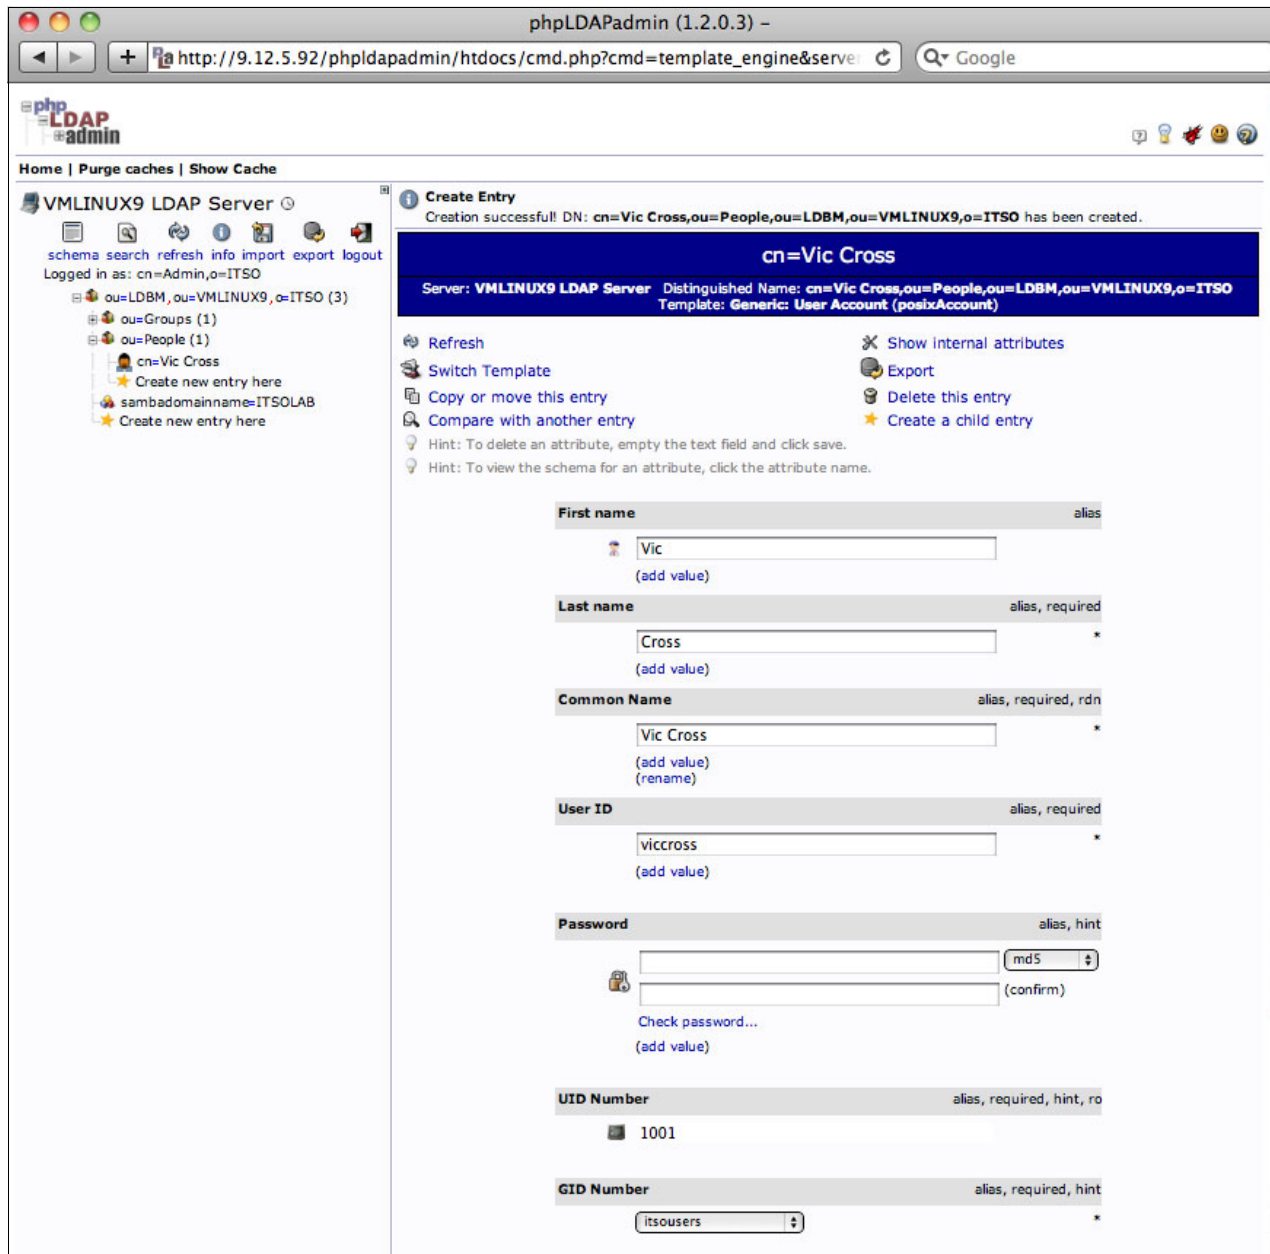 phpLDAPadmin (1.2.0.3) –
http://9.12.5.92/phpldapadmin/htdocs/cmd.php?cmd=template_engine&serve
Google
php
LDAP
admin
Home | Purge caches | Show Cache
VMLINUX9 LDAP Server
schema search refresh info import export logout
Logged in as: cn=Admin,o=ITSO
ou=LDBM,ou=VMLINUX9,o=ITSO (3)
ou=Groups (1)
ou=People (1)
cn=Vic Cross
Create new entry here
sambadomainname=ITSOLAB
Create new entry here
Create Entry
Creation successful! DN: cn=Vic Cross,ou=People,ou=LDBM,ou=VMLINUX9,o=ITSO has been created.
cn=Vic Cross
Server: VMLINUX9 LDAP Server Distinguished Name: cn=Vic Cross,ou=People,ou=LDBM,ou=VMLINUX9,o=ITSO
Template: Generic: User Account (posixAccount)
Refresh Show internal attributes
Switch Template Export
Copy or move this entry Delete this entry
Compare with another entry Create a child entry
Hint: To delete an attribute, empty the text field and click save.
Hint: To view the schema for an attribute, click the attribute name.
First name alias
Vic
(add value)
Last name alias, required
Cross *
(add value)
Common Name alias, required, rdn
Vic Cross *
(add value)
(rename)
User ID alias, required
viccross *
(add value)
Password alias, hint
md5
(confirm)
Check password...
(add value)
UID Number alias, required, hint, ro
1001
GID Number alias, required, hint
itsousers *